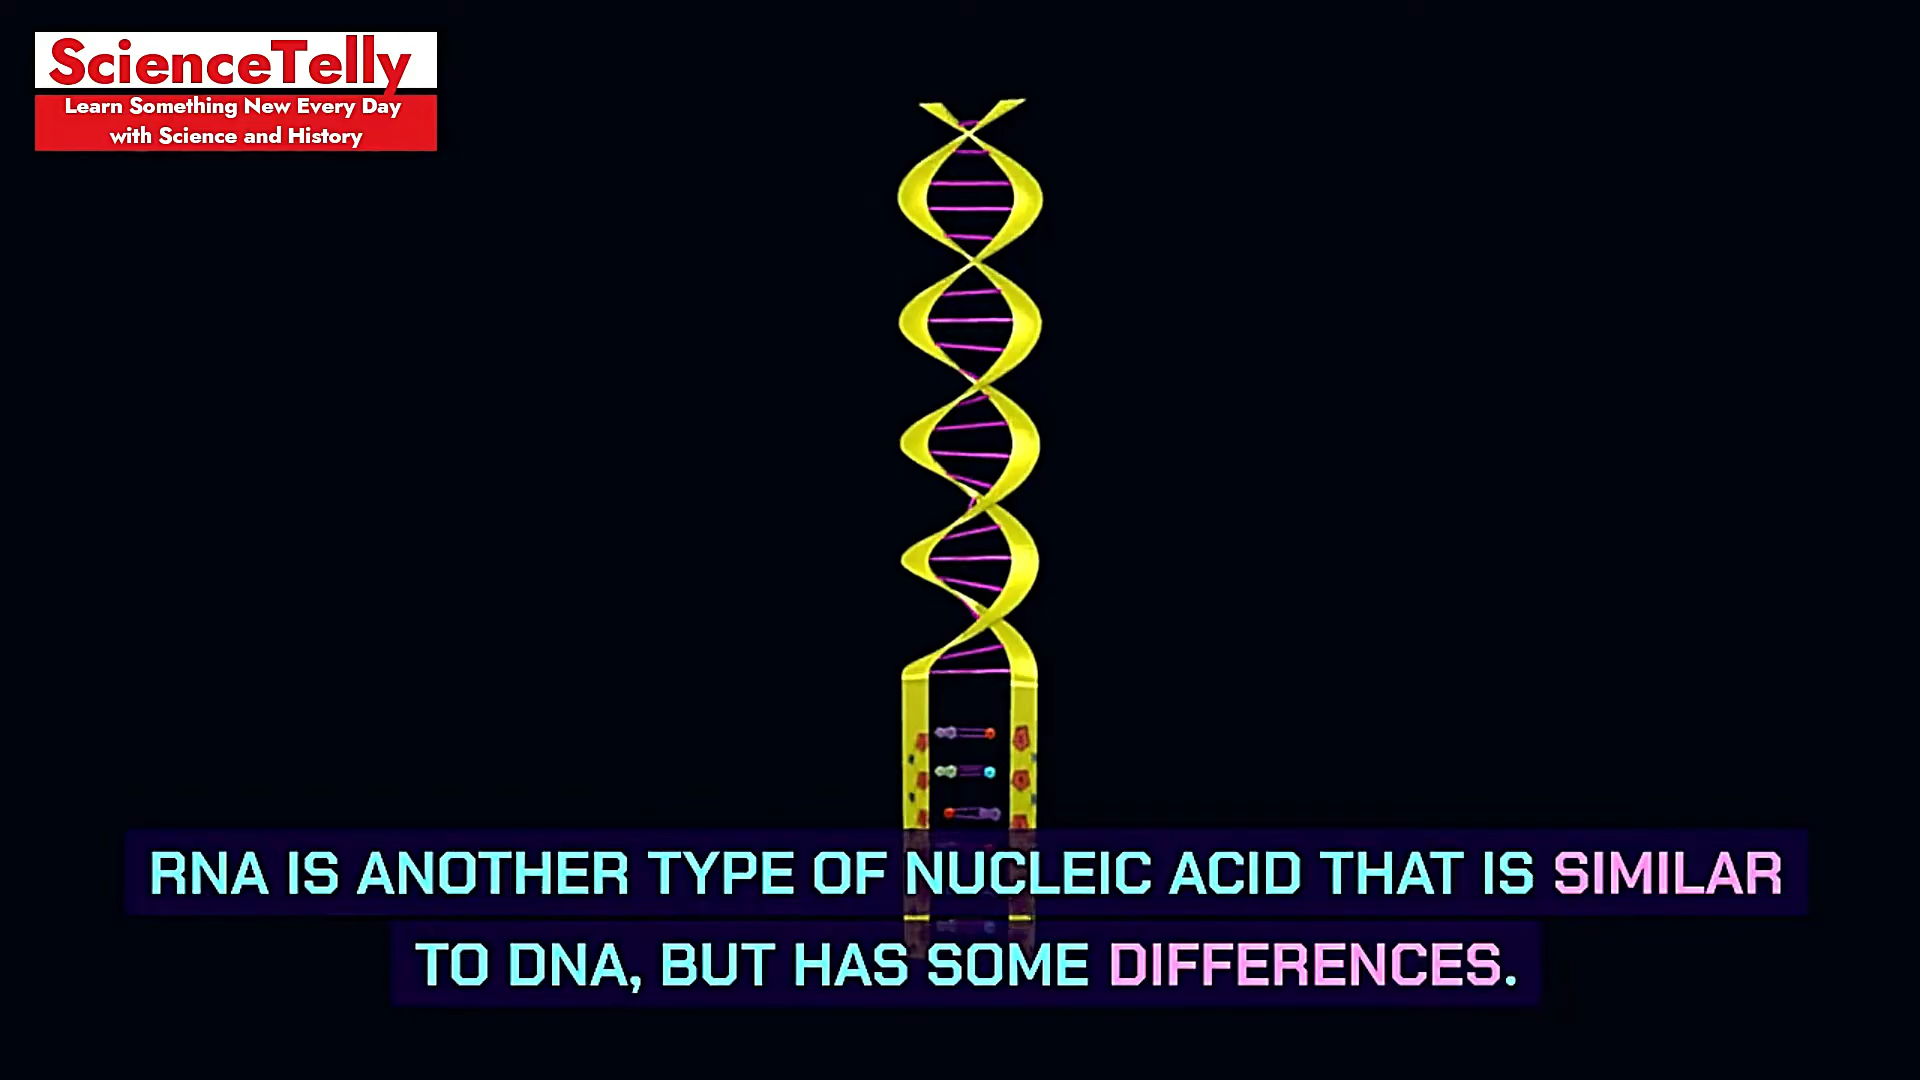 ScienceTelly
Learn Something New Every Day
with Science and History
RNA IS ANOTHER TYPE OF NUCLEIC ACID THAT IS SIMILAR
TO DNA, BUT HAS SOME DIFFERENCES.